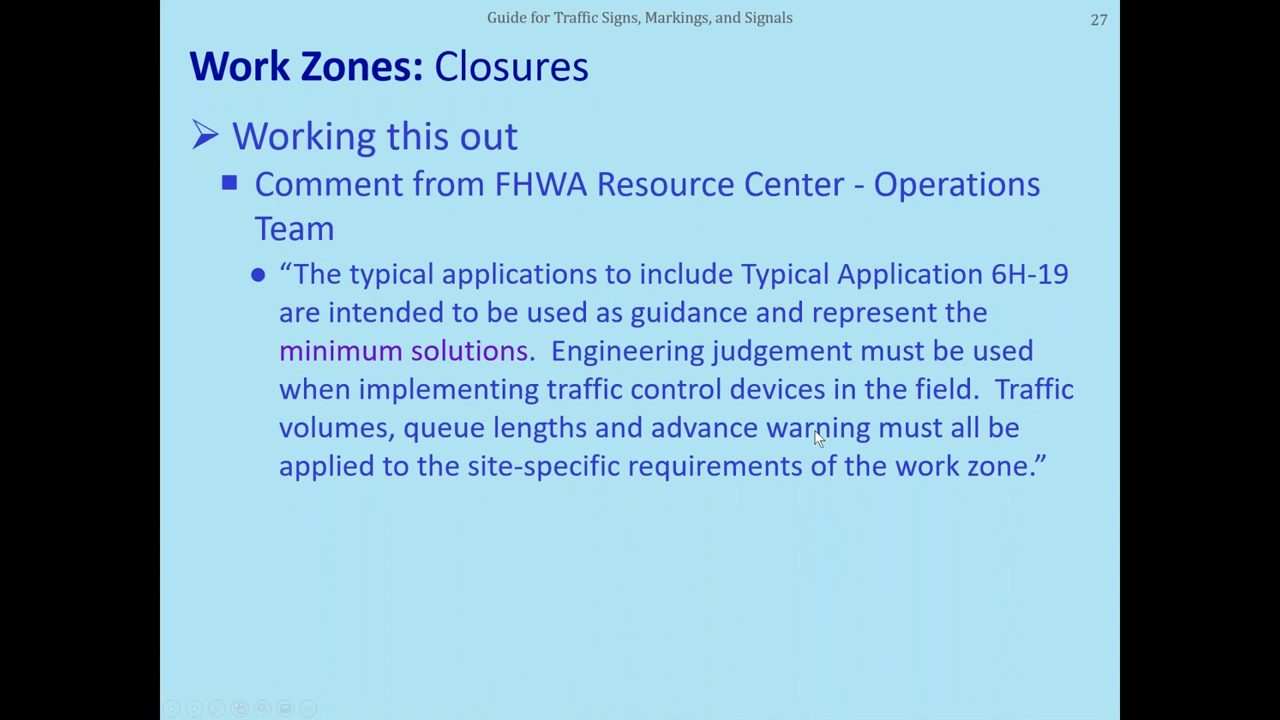 Guide for Traffic Signs, Markings, and Signals
27
Work Zones: Closures
Working this out
Comment from FHWA Resource Center - Operations
Team
“The typical applications to include Typical Application 6H-19
are intended to be used as guidance and represent the
minimum solutions.  Engineering judgement must be used
when implementing traffic control devices in the field.  Traffic
volumes, queue lengths and advance warning must all be
applied to the site-specific requirements of the work zone.”